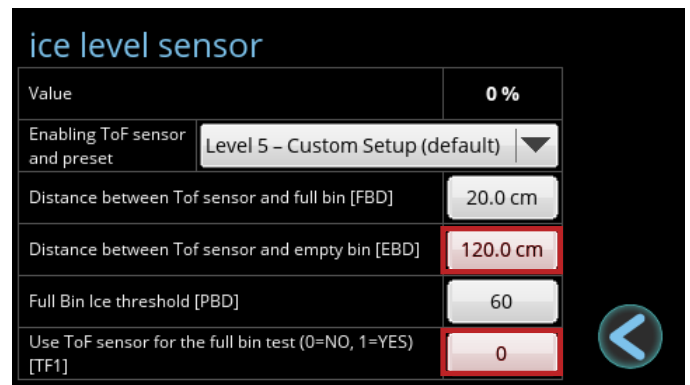 ice level sensor
Value 0 %
Enabling ToF sensor
and preset
Level 5 – Custom Setup (default)
Distance between Tof sensor and full bin [FBD] 20.0 cm
Distance between Tof sensor and empty bin [EBD] 120.0 cm
Full Bin Ice threshold [PBD] 60
Use ToF sensor for the full bin test (0=NO, 1=YES)
[TF1]
0